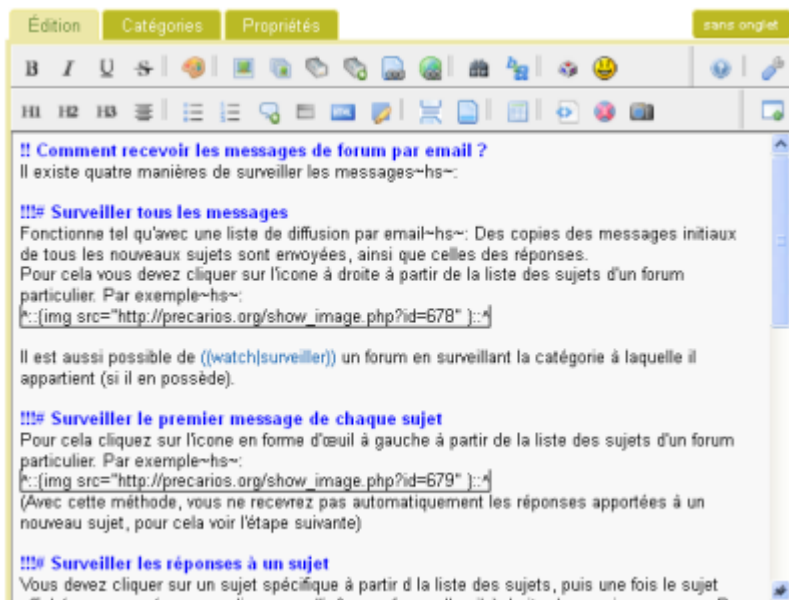 Édition Catégories Propriétés sans onglet
B I U S
H1 H2 H3
!! Comment recevoir les messages de forum par email ?
Il existe quatre manières de surveiller les messages~hs~:
!!!# Surveiller tous les messages
Fonctionne tel qu'avec une liste de diffusion par email~hs~: Des copies des messages initiaux
de tous les nouveaux sujets sont envoyées, ainsi que celles des réponses.
Pour cela vous devez cliquer sur l'icone à droite à partir de la liste des sujets d'un forum
particulier. Par exemple~hs~:
^::{img src="http://precarios.org/show_image.php?id=678" }::^
Il est aussi possible de ((watch|surveiller)) un forum en surveillant la catégorie à laquelle il
appartient (si il en possède).
!!!# Surveiller le premier message de chaque sujet
Pour cela cliquez sur l'icone en forme d'œuil à gauche à partir de la liste des sujets d'un forum
particulier. Par exemple~hs~:
^::{img src="http://precarios.org/show_image.php?id=679" }::^
(Avec cette méthode, vous ne recevrez pas automatiquement les réponses apportées à un
nouveau sujet, pour cela voir l'étape suivante)
!!!# Surveiller les réponses à un sujet
Vous devez cliquer sur un sujet spécifique à partir d la liste des sujets, puis une fois le sujet